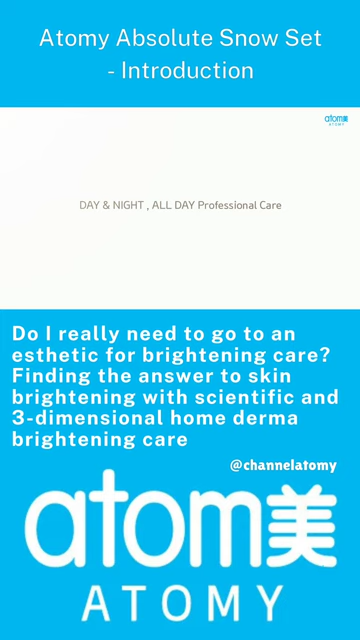 Atomy Absolute Snow Set
- Introduction
atom美
ATOMY
DAY & NIGHT , ALL DAY Professional Care
Do I really need to go to an
esthetic for brightening care?
Finding the answer to skin
brightening with scientific and
3-dimensional home derma
brightening care
@channelatomy
atom美
ATOMY